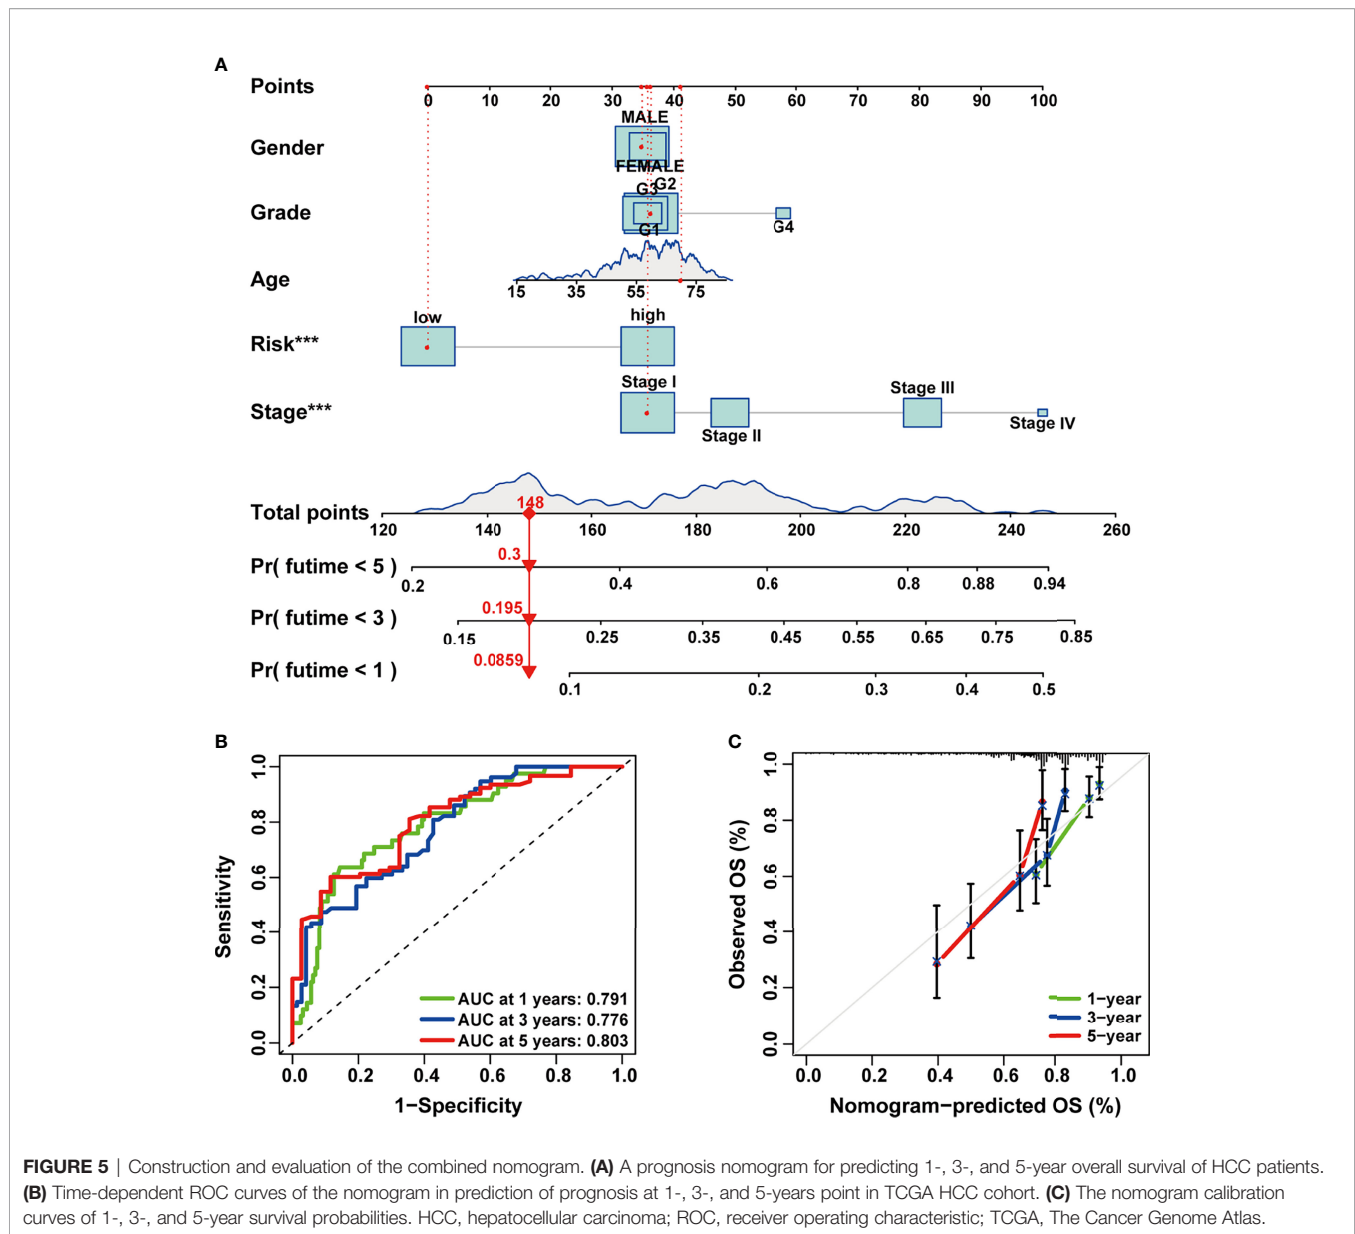 A
Points
0 10 20 30 40 50 60 70 80 90 100
MALE
Gender
FEMALE
G3 G2
Grade
G1 G4
Age
15 35 55 75
low high
Risk***
Stage I Stage III
Stage***
Stage II Stage IV
148
Total points
120 140 160 180 200 220 240 260
0.3
Pr( futime < 5 )
0.2 0.4 0.6 0.8 0.88 0.94
0.195
Pr( futime < 3 )
0.15 0.25 0.35 0.45 0.55 0.65 0.75 0.85
0.0859
Pr( futime < 1 )
0.1 0.2 0.3 0.4 0.5
B
Sensitivity
1.0
0.8
0.6
0.4
0.2
0.0
AUC at 1 years: 0.791
AUC at 3 years: 0.776
AUC at 5 years: 0.803
0.0 0.2 0.4 0.6 0.8 1.0
1−Specificity
C
Observed OS (%)
1.0
0.8
0.6
0.4
0.2
0.0
1−year
3−year
5−year
0.0 0.2 0.4 0.6 0.8 1.0
Nomogram−predicted OS (%)
FIGURE 5 | Construction and evaluation of the combined nomogram. (A) A prognosis nomogram for predicting 1-, 3-, and 5-year overall survival of HCC patients.
(B) Time-dependent ROC curves of the nomogram in prediction of prognosis at 1-, 3-, and 5-years point in TCGA HCC cohort. (C) The nomogram calibration
curves of 1-, 3-, and 5-year survival probabilities. HCC, hepatocellular carcinoma; ROC, receiver operating characteristic; TCGA, The Cancer Genome Atlas.